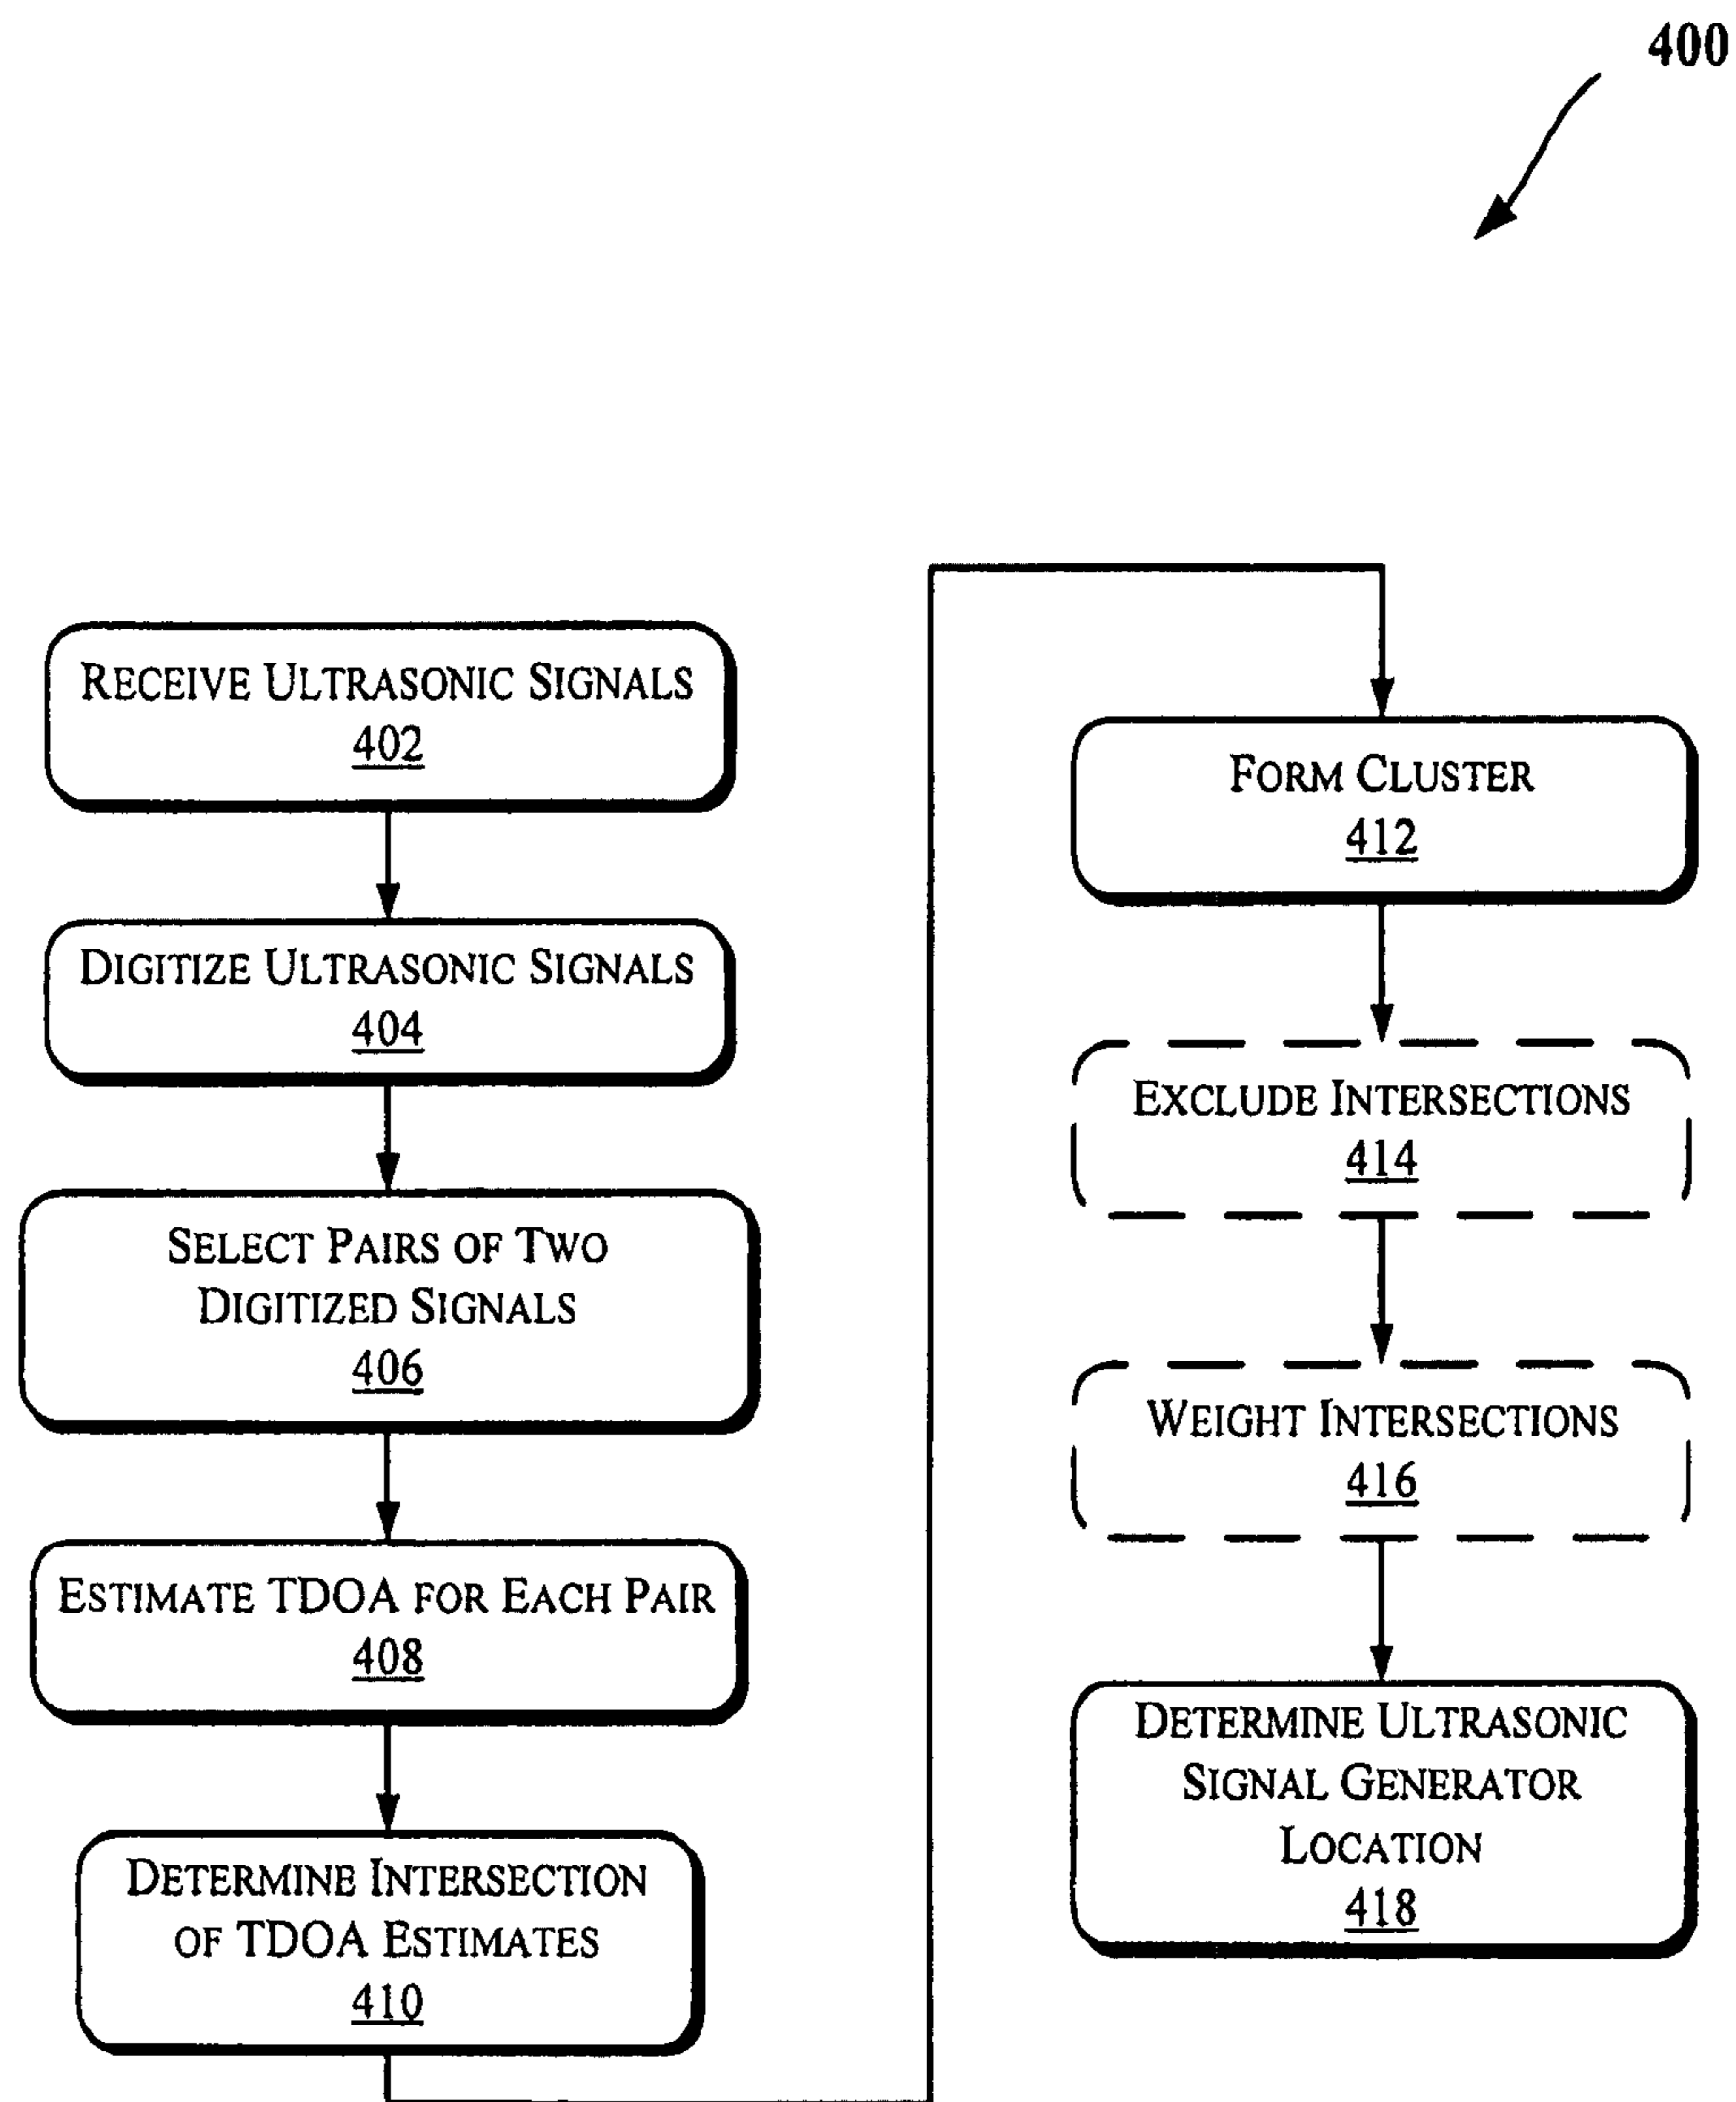 400
RECEIVE ULTRASONIC SIGNALS
402
DIGITIZE ULTRASONIC SIGNALS
404
SELECT PAIRS OF TWO
DIGITIZED SIGNALS
406
ESTIMATE TDOA FOR EACH PAIR
408
DETERMINE INTERSECTION
OF TDOA ESTIMATES
410
FORM CLUSTER
412
EXCLUDE INTERSECTIONS
414
WEIGHT INTERSECTIONS
416
DETERMINE ULTRASONIC
SIGNAL GENERATOR
LOCATION
418